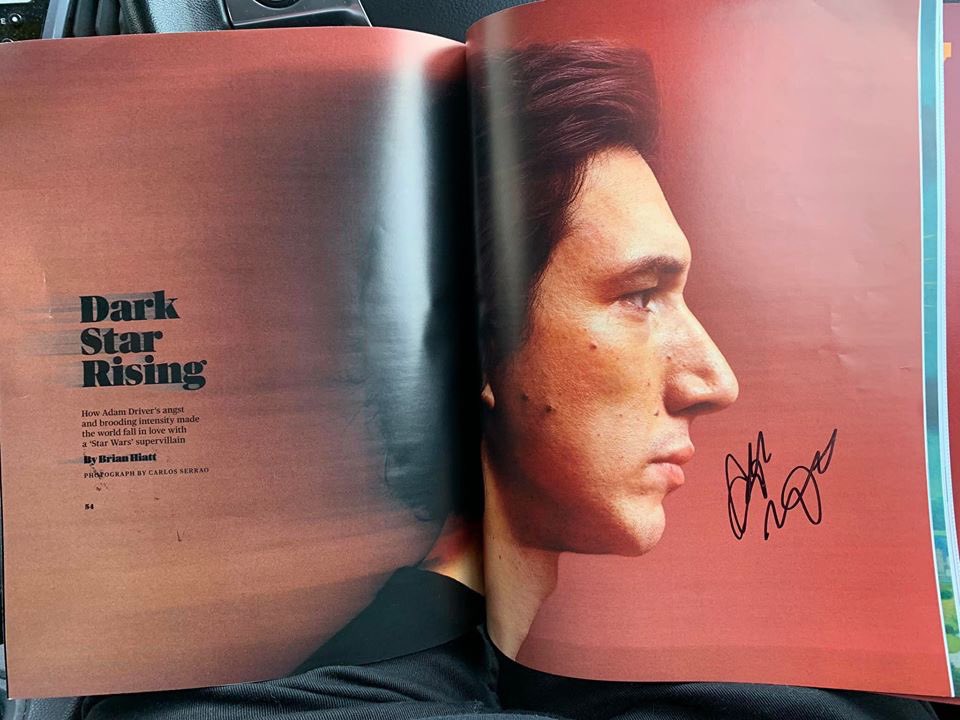 Dark
Star
Rising
How Adam Driver's angst
and brooding intensity made
the world fall in love with
a 'Star Wars' supervillain
By Brian Hiatt
PHOTOGRAPH BY CARLOS SERRAO
54